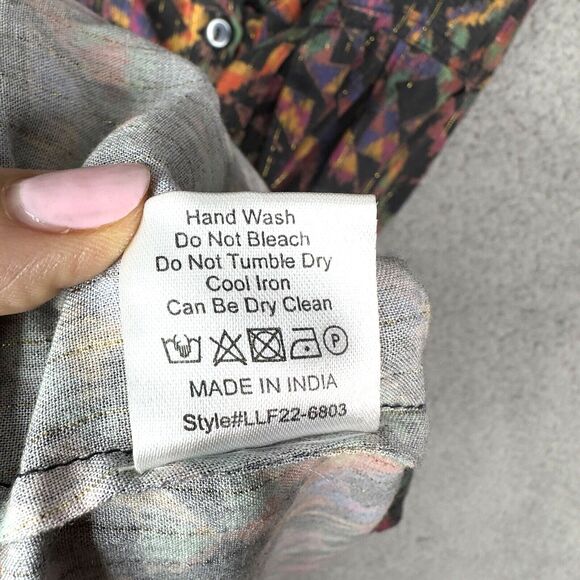 Hand Wash
Do Not Bleach
Do Not Tumble Dry
Cool Iron
Can Be Dry Clean
P
MADE IN INDIA
Style#LLF22-6803